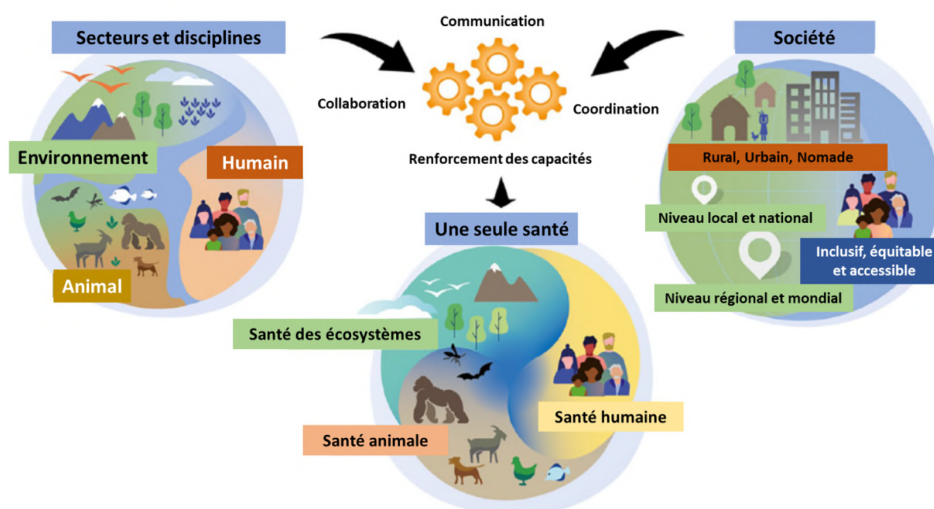 Communication
Secteurs et disciplines
Société
Collaboration
Coordination
Environnement
Humain
Renforcement des capacités
Rural, Urbain, Nomade
Niveau local et national
Une seule santé
Inclusif, équitable
et accessible
Animal
Niveau régional et mondial
Santé des écosystèmes
Santé humaine
Santé animale